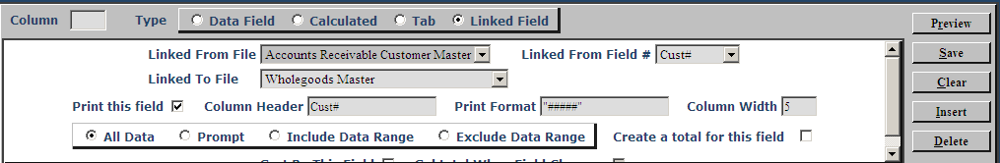 Column Type Data Field Calculated Tab Linked Field Preview
Linked From File Accounts Receivable Customer Master Linked From Field # Cust# Save
Linked To File Wholegoods Master Clear
Print this field Column Header Cust# Print Format "#####" Column Width 5 Insert
All Data Prompt Include Data Range Exclude Data Range Create a total for this field Delete